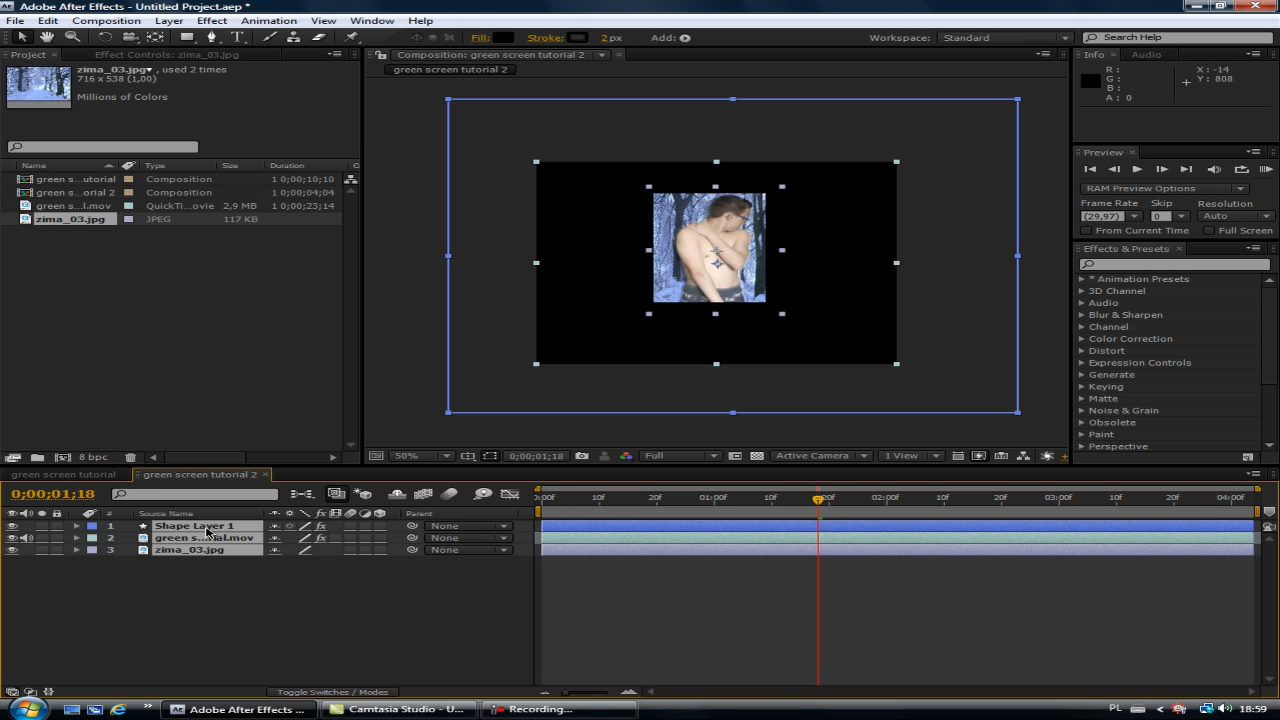 Adobe After Effects - Untitled Project.aep *
File Edit Composition Layer Effect Animation View Window Help
Fill: Stroke: 2 px Add: Workspace: Standard Search Help
Project Effect Controls: zima_03.jpg
zima_03.jpg , used 2 times
716 x 538 (1,00)
Millions of Colors
Name Type Size Duration
green s...utorial Composition 1 0;00;10;10
green s...orial 2 Composition 1 0;00;04;04
green s...l.mov QuickTi...ovie 2,9 MB 1 0;00;23;14
zima_03.jpg JPEG 117 KB
8 bpc
Composition: green screen tutorial 2
green screen tutorial 2
50% 0;00;01;18 Full Active Camera 1 View
Info Audio
R: X: -14
G: Y: 808
B:
A: 0
Preview
RAM Preview Options
Frame Rate Skip Resolution
(29,97) 0 Auto
From Current Time Full Screen
Effects & Presets
* Animation Presets
3D Channel
Audio
Blur & Sharpen
Channel
Color Correction
Distort
Expression Controls
Generate
Keying
Matte
Noise & Grain
Obsolete
Paint
Perspective
green screen tutorial green screen tutorial 2
0;00;01;18
:00f 10f 20f 01:00f 10f 20f 02:00f 10f 20f 03:00f 10f 20f 04:00f
# Source Name Parent
1 Shape Layer 1 None
2 green s...ial.mov None
3 zima_03.jpg None
Toggle Switches / Modes
Adobe After Effects ... Camtasia Studio - U... Recording... PL 18:59